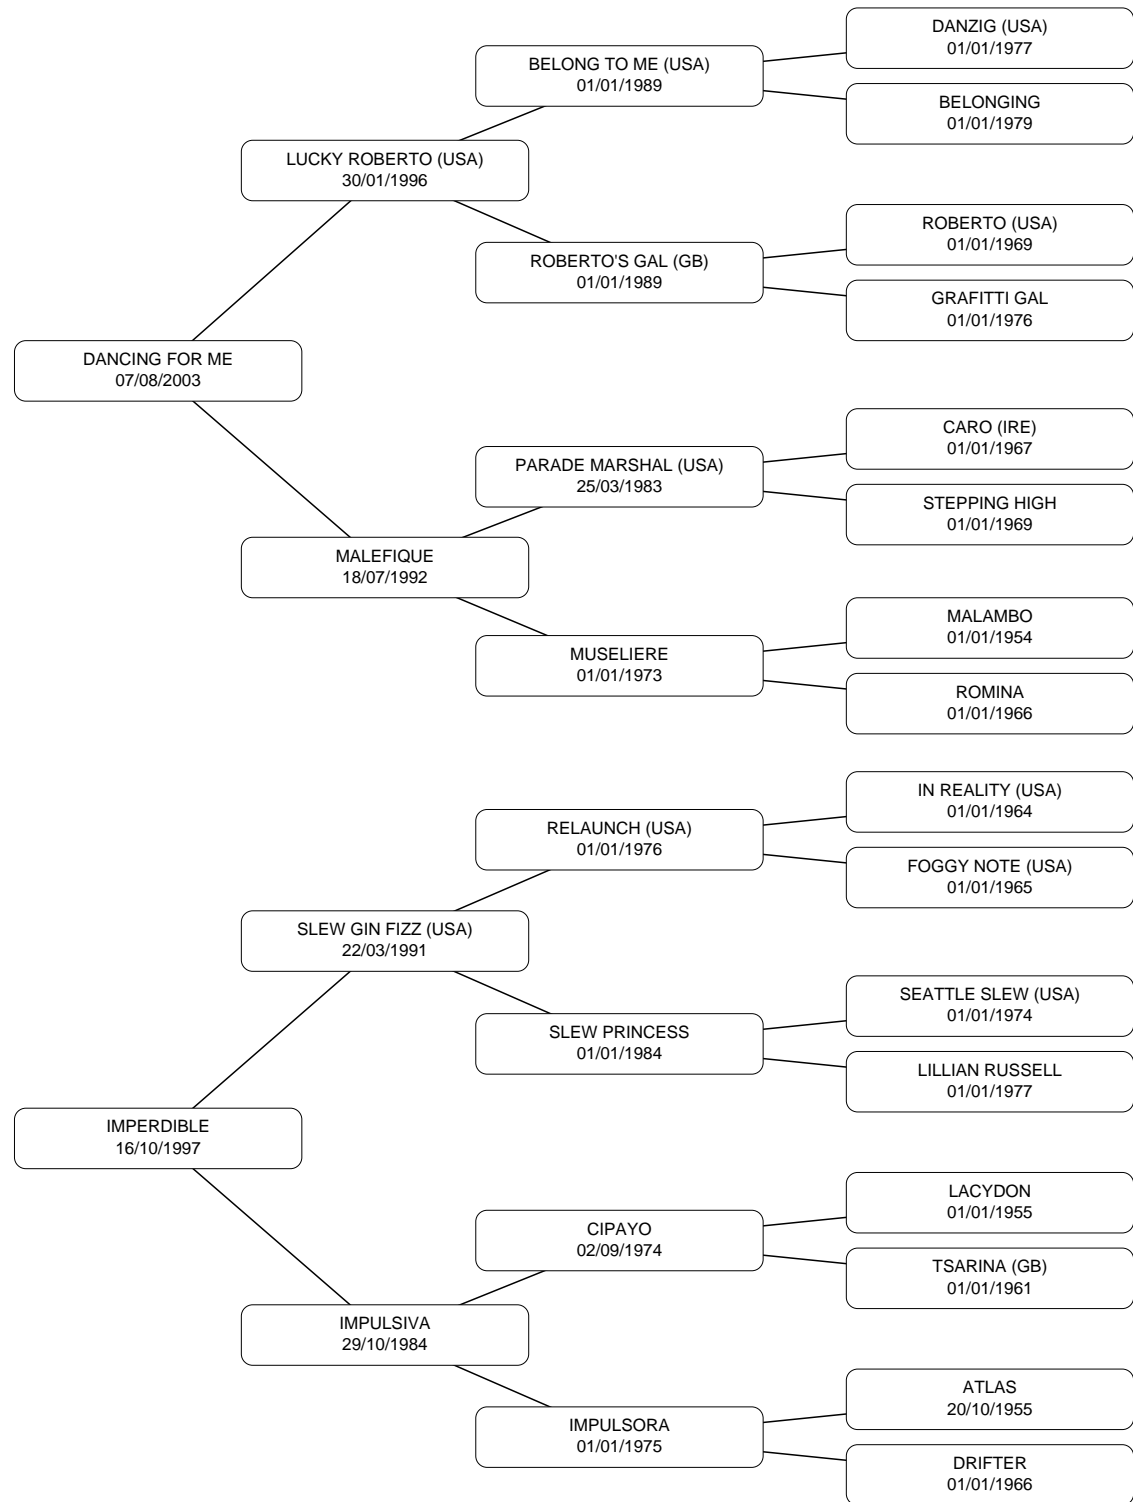 DANZIG (USA)
01/01/1977
BELONG TO ME (USA)
01/01/1989
BELONGING
01/01/1979
LUCKY ROBERTO (USA)
30/01/1996
ROBERTO (USA)
01/01/1969
ROBERTO'S GAL (GB)
01/01/1989
GRAFITTI GAL
01/01/1976
DANCING FOR ME
07/08/2003
CARO (IRE)
01/01/1967
PARADE MARSHAL (USA)
25/03/1983
STEPPING HIGH
01/01/1969
MALEFIQUE
18/07/1992
MALAMBO
01/01/1954
MUSELIERE
01/01/1973
ROMINA
01/01/1966
IN REALITY (USA)
01/01/1964
RELAUNCH (USA)
01/01/1976
FOGGY NOTE (USA)
01/01/1965
SLEW GIN FIZZ (USA)
22/03/1991
SEATTLE SLEW (USA)
01/01/1974
SLEW PRINCESS
01/01/1984
LILLIAN RUSSELL
01/01/1977
IMPERDIBLE
16/10/1997
LACYDON
01/01/1955
CIPAYO
02/09/1974
TSARINA (GB)
01/01/1961
IMPULSIVA
29/10/1984
ATLAS
20/10/1955
IMPULSORA
01/01/1975
DRIFTER
01/01/1966